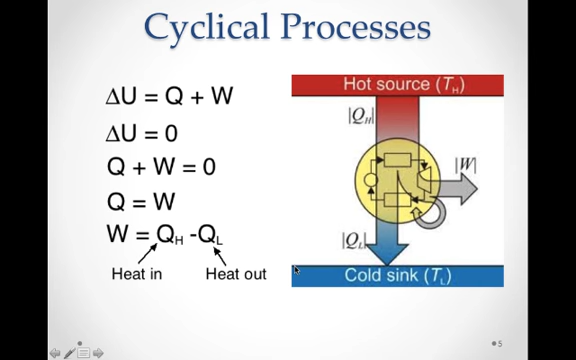 Cyclical Processes
ΔU = Q + W
ΔU = 0
Q + W = 0
Q = W
W = QH -QL
Heat in
Heat out
Hot source (TH)
|QH|
|W|
|QL|
Cold sink (TL)
5